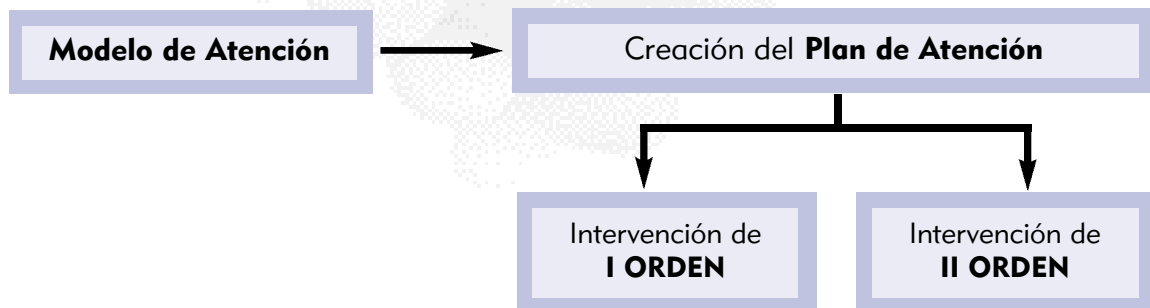 Modelo de Atención
Creación del Plan de Atención
Intervención de
I ORDEN
Intervención de
II ORDEN